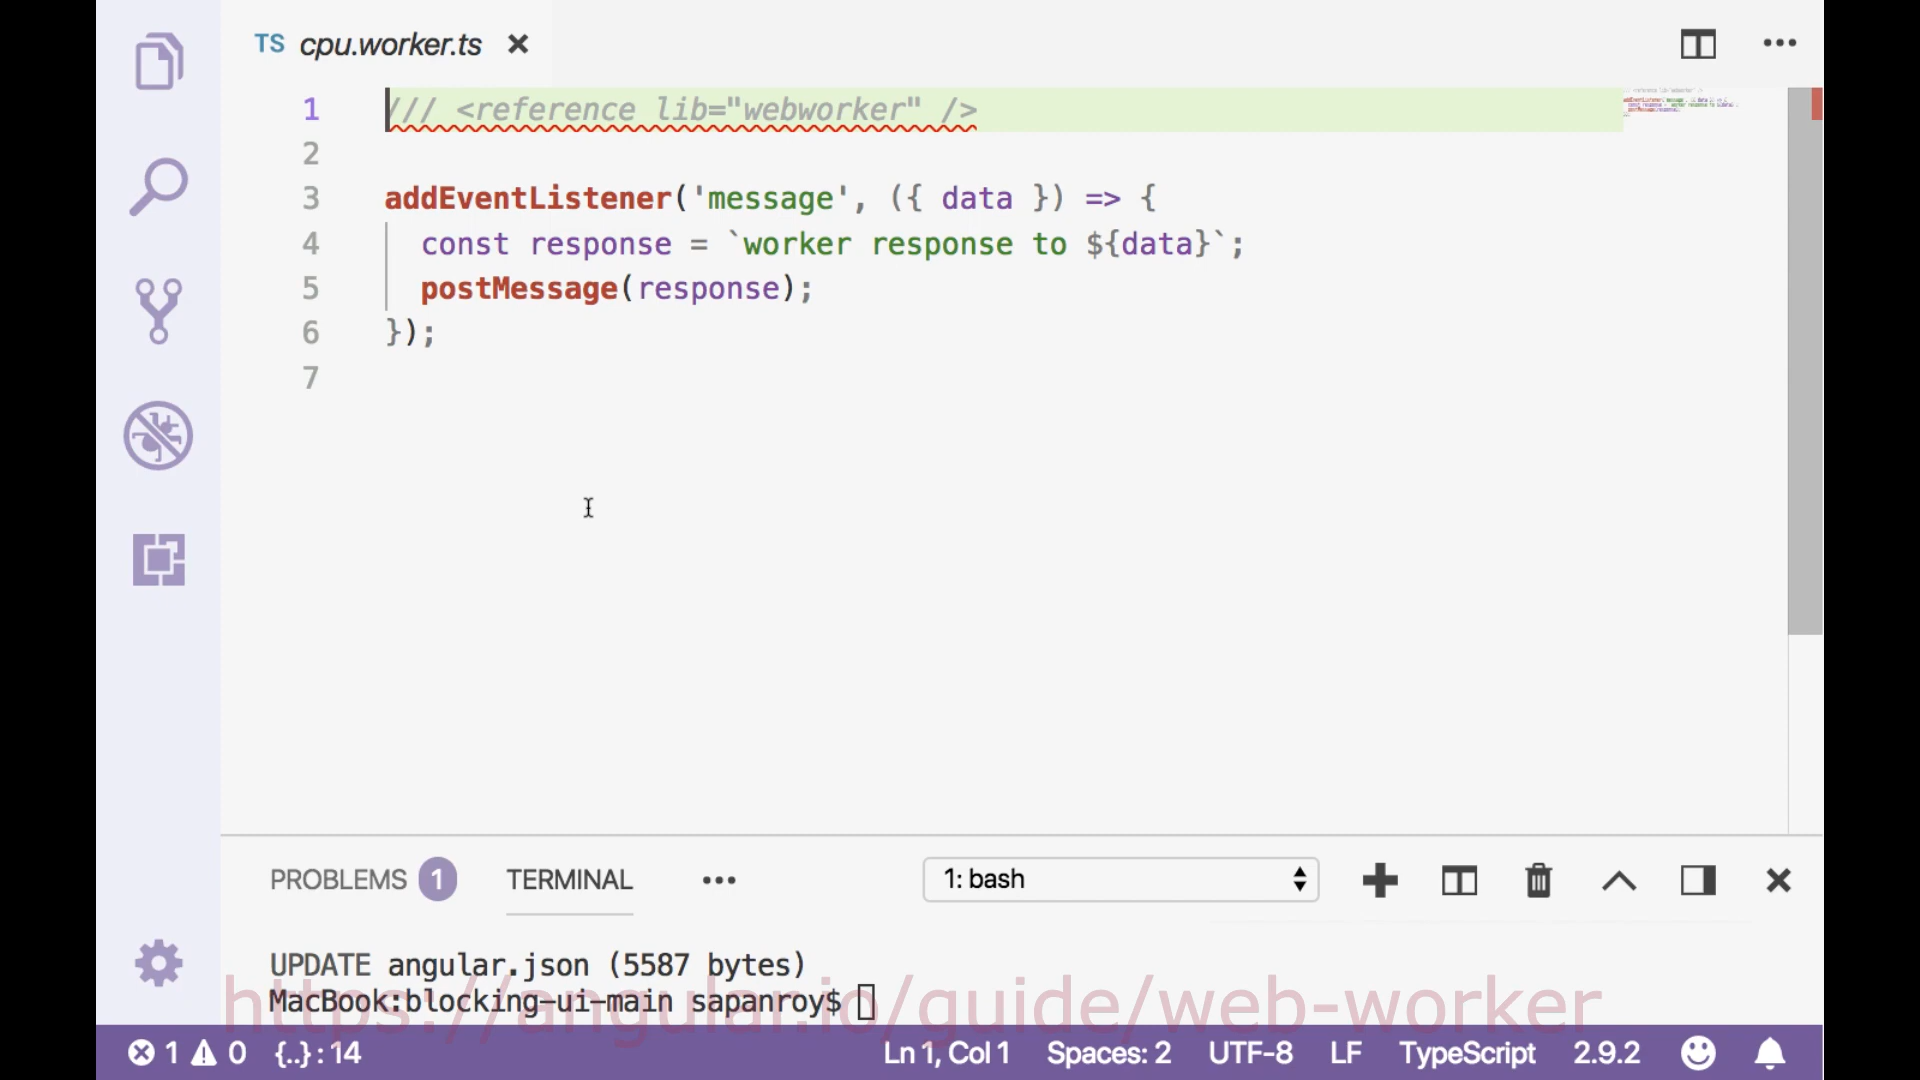 TS cpu.worker.ts
1 /// <reference lib="webworker" />
2
3 addEventListener('message', ({ data }) => {
4 const response = `worker response to ${data}`;
5 postMessage(response);
6 });
7
PROBLEMS 1 TERMINAL ... 1: bash
UPDATE angular.json (5587 bytes)
MacBook:blocking-ui-main sapanroy$
https://angular.io/guide/web-worker
1 0 {..} : 14 Ln 1, Col 1 Spaces: 2 UTF-8 LF TypeScript 2.9.2